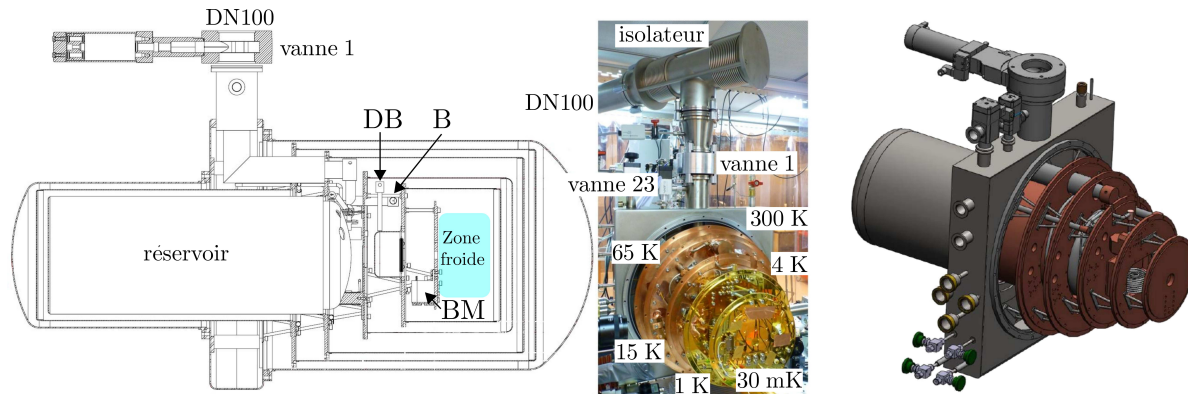 DN100
vanne 1
DB
B
réservoir
Zone
froide
BM
isolateur
DN100
vanne 1
vanne 23
300 K
65 K
4 K
15 K
1 K
30 mK